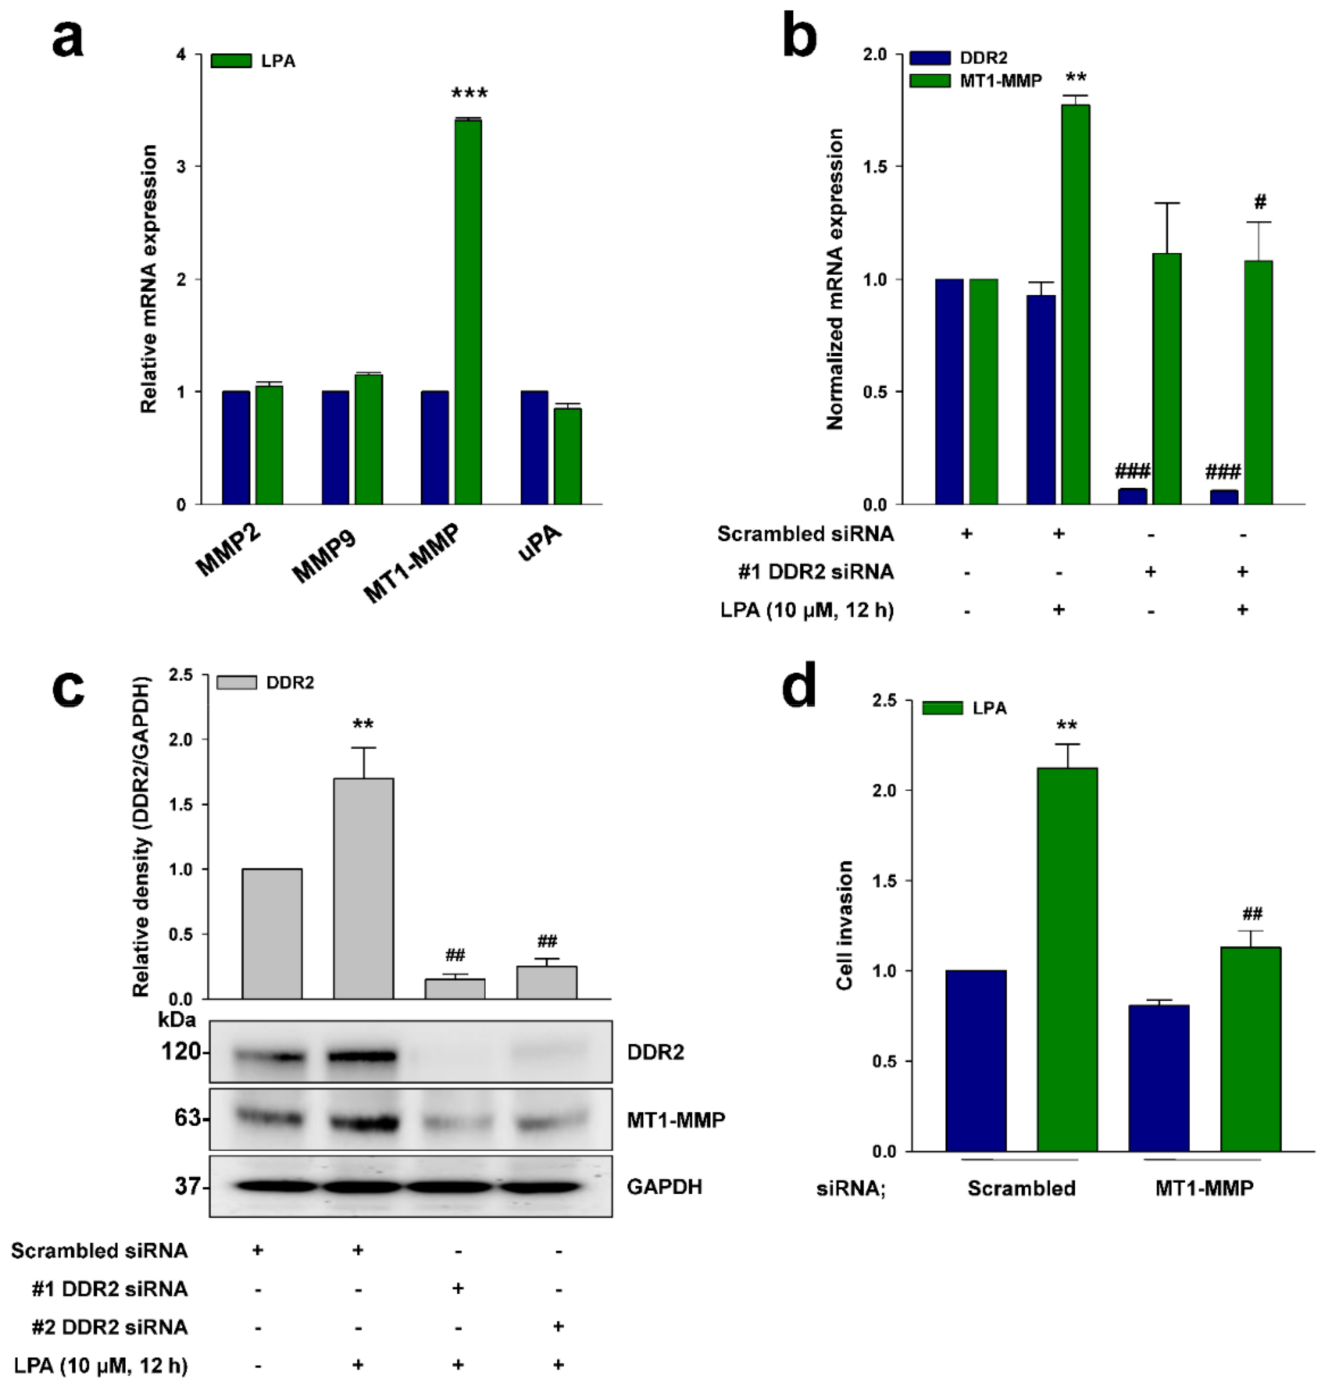 a
4
3
2
1
0
LPA
***
Relative mRNA expression
MMP2
MMP9
MT1-MMP
uPA
b
2.0
1.5
1.0
0.5
0.0
DDR2
MT1-MMP
**
#
###
###
Normalized mRNA expression
Scrambled siRNA + + - -
#1 DDR2 siRNA - - + +
LPA (10 µM, 12 h) - + - +
c
2.5
2.0
1.5
1.0
0.5
0.0
DDR2
**
##
##
Relative density (DDR2/GAPDH)
kDa
120- DDR2
63- MT1-MMP
37- GAPDH
Scrambled siRNA + + - -
#1 DDR2 siRNA - - + -
#2 DDR2 siRNA - - - +
LPA (10 µM, 12 h) - + + +
d
2.5
2.0
1.5
1.0
0.5
0.0
LPA
**
##
Cell invasion
siRNA; Scrambled MT1-MMP